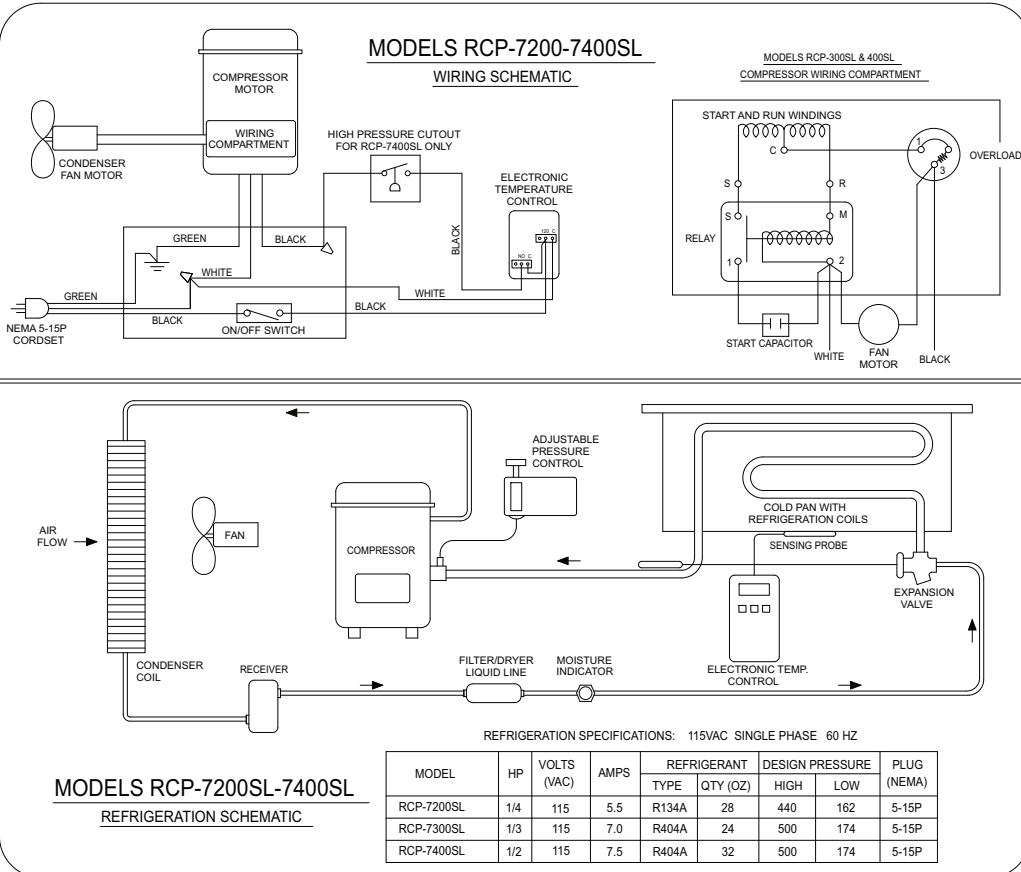 MODELS RCP-7200-7400SL
WIRING SCHEMATIC
COMPRESSOR
MOTOR
WIRING
COMPARTMENT
CONDENSER
FAN MOTOR
HIGH PRESSURE CUTOUT
FOR RCP-7400SL ONLY
ELECTRONIC
TEMPERATURE
CONTROL
120 C
NO C
BLACK
GREEN
BLACK
WHITE
GREEN
WHITE
BLACK
BLACK
NEMA 5-15P
CORDSET
ON/OFF SWITCH
MODELS RCP-300SL & 400SL
COMPRESSOR WIRING COMPARTMENT
START AND RUN WINDINGS
C
1
3
OVERLOAD
S
R
S
M
RELAY
1
2
START CAPACITOR
WHITE
FAN
MOTOR
BLACK
AIR
FLOW
FAN
COMPRESSOR
ADJUSTABLE
PRESSURE
CONTROL
COLD PAN WITH
REFRIGERATION COILS
SENSING PROBE
EXPANSION
VALVE
CONDENSER
COIL
RECEIVER
FILTER/DRYER
LIQUID LINE
MOISTURE
INDICATOR
ELECTRONIC TEMP.
CONTROL
MODELS RCP-7200SL-7400SL
REFRIGERATION SCHEMATIC
REFRIGERATION SPECIFICATIONS: 115VAC SINGLE PHASE 60 HZ
MODEL HP VOLTS (VAC) AMPS REFRIGERANT DESIGN PRESSURE PLUG (NEMA)
TYPE QTY (OZ) HIGH LOW
RCP-7200SL 1/4 115 5.5 R134A 28 440 162 5-15P
RCP-7300SL 1/3 115 7.0 R404A 24 500 174 5-15P
RCP-7400SL 1/2 115 7.5 R404A 32 500 174 5-15P